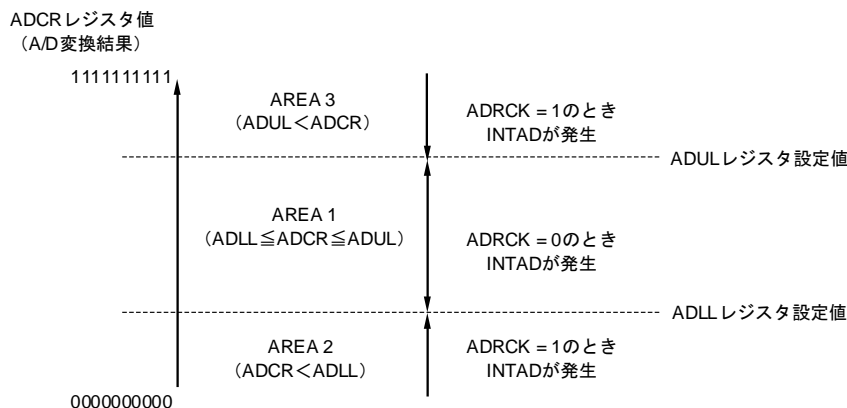 ADCRレジスタ値
（A/D変換結果）
1111111111
AREA 3
（ADUL＜ADCR）
ADRCK = 1のとき
INTADが発生
ADULレジスタ設定値
AREA 1
（ADLL≦ADCR≦ADUL）
ADRCK = 0のとき
INTADが発生
ADLLレジスタ設定値
AREA 2
（ADCR＜ADLL）
ADRCK = 1のとき
INTADが発生
0000000000